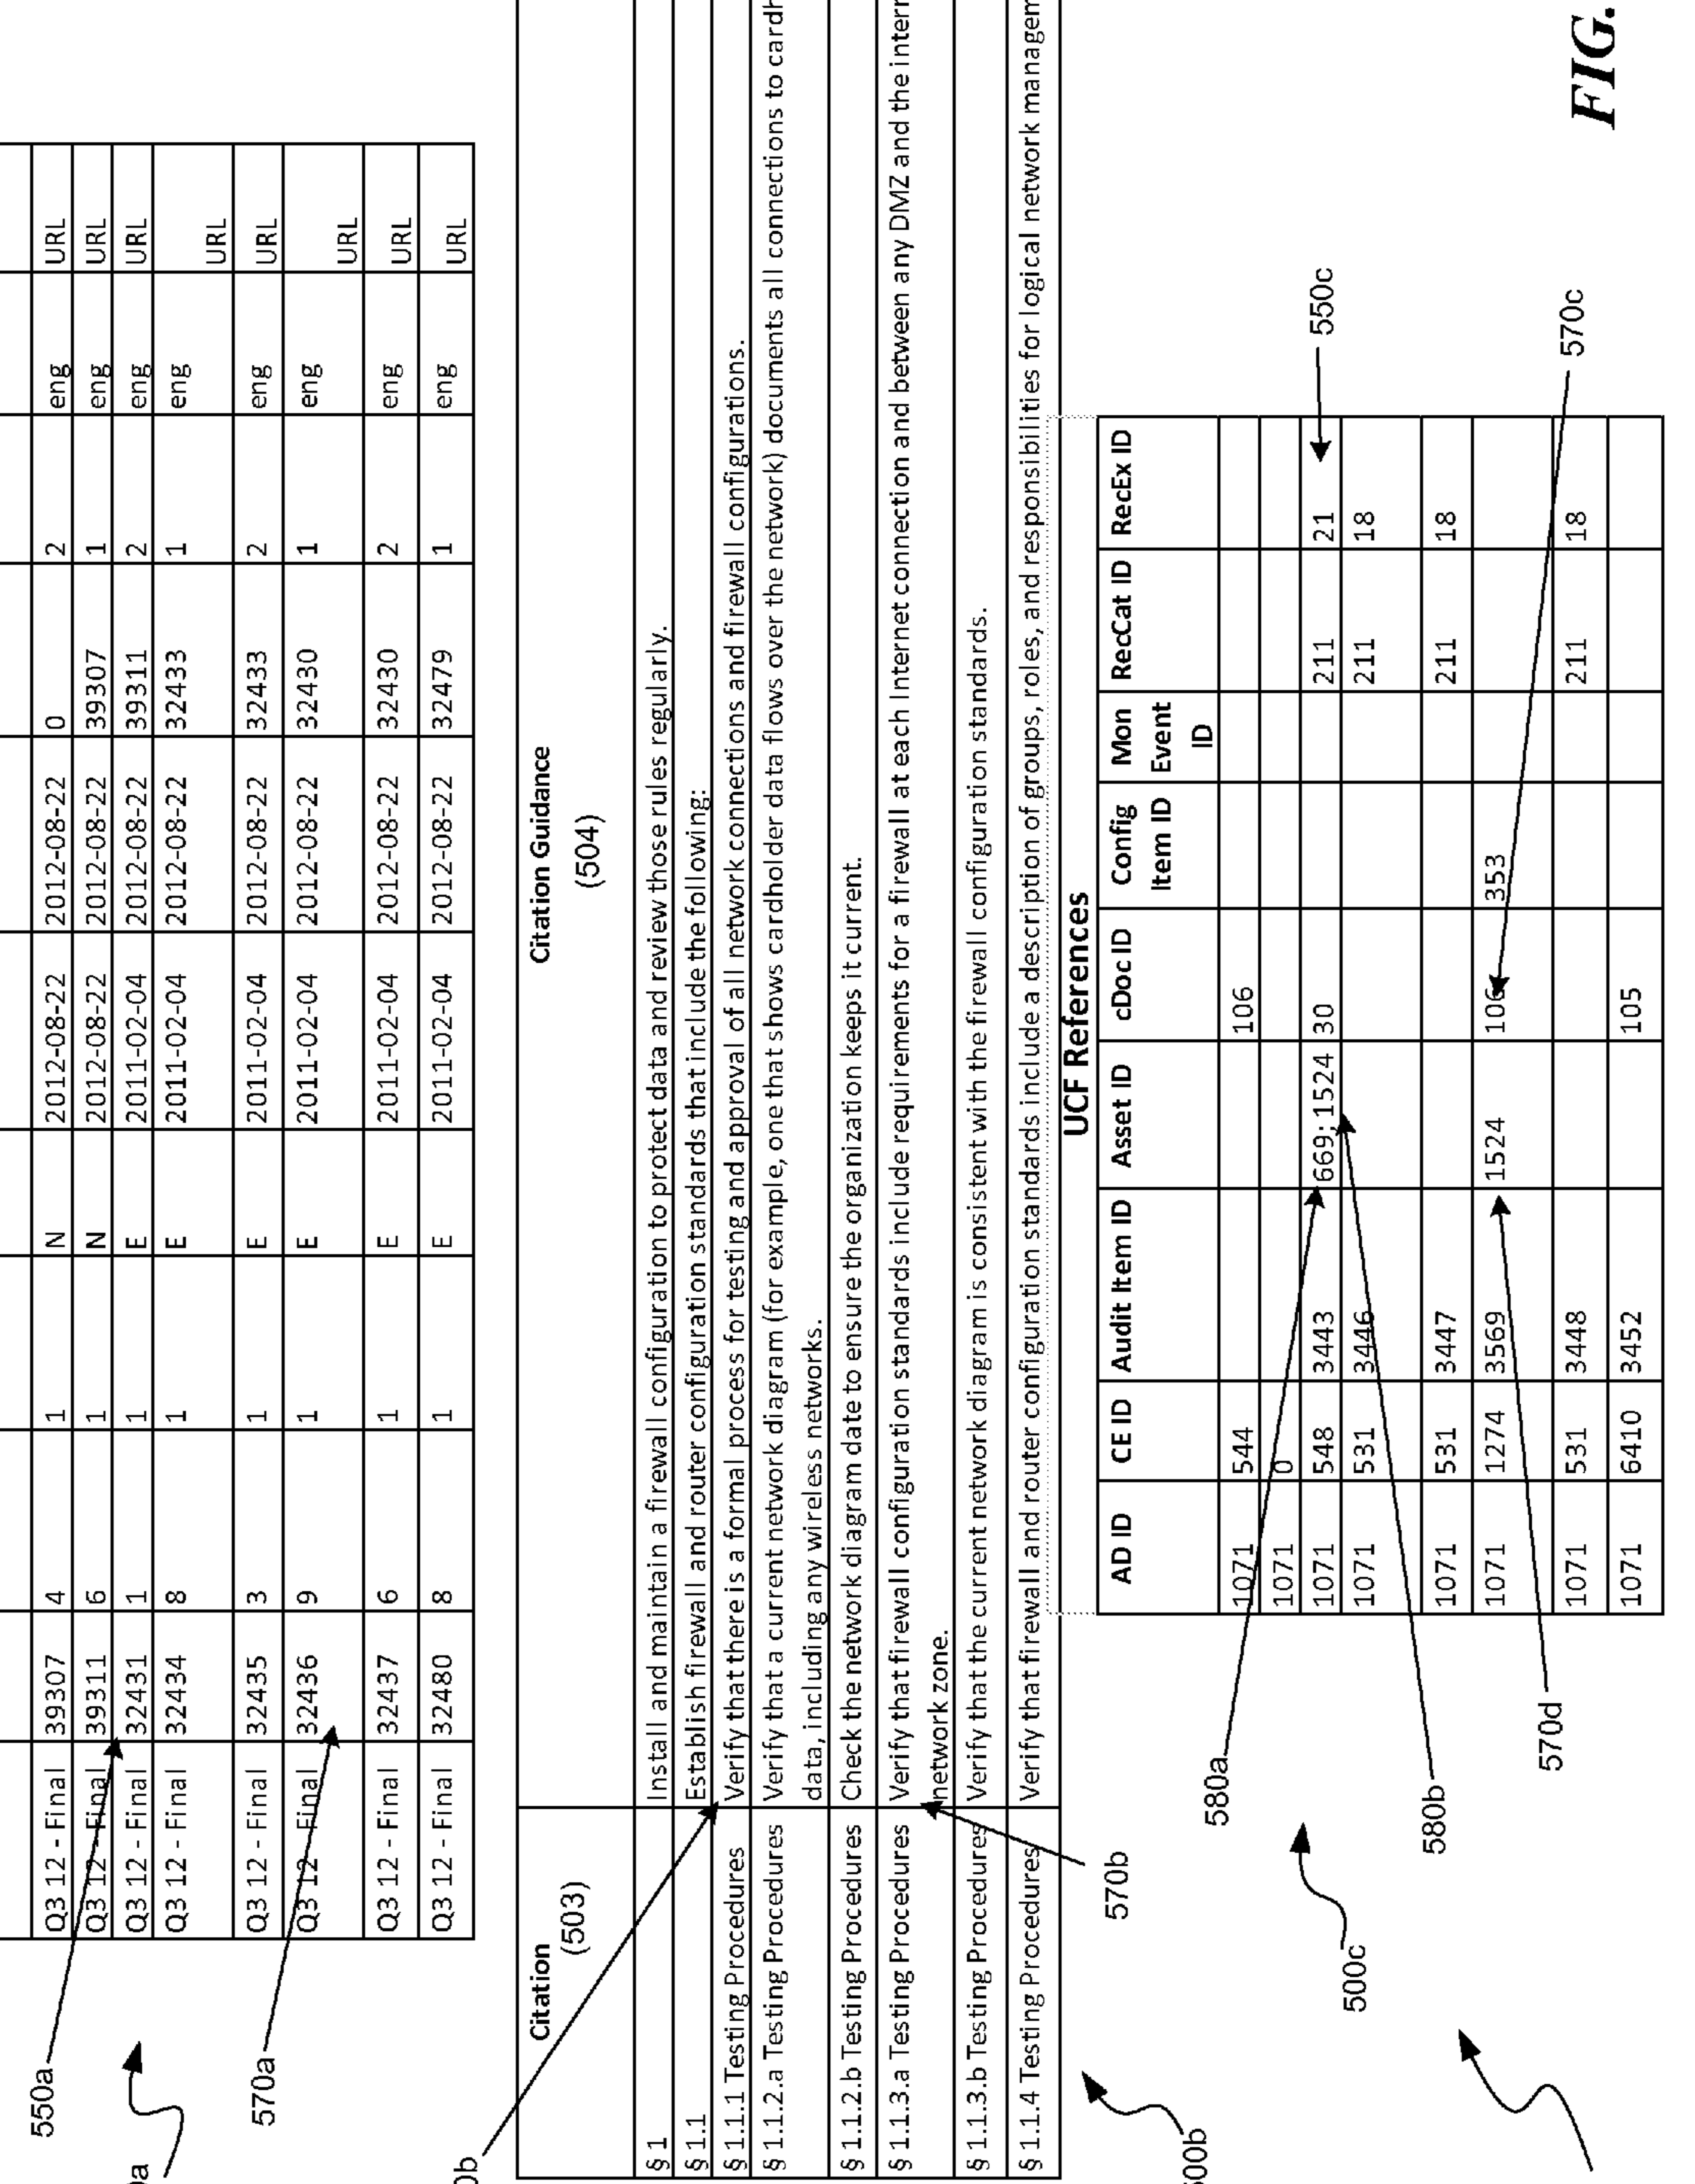 Q3 12 - Final 39307 4 1 N 2012-08-22 2012-08-22 0 2 eng URL
Q3 12 - Final 39311 6 1 N 2012-08-22 2012-08-22 39307 1 eng URL
Q3 12 - Final 32431 1 1 E 2011-02-04 2012-08-22 39311 2 eng URL
Q3 12 - Final 32434 8 1 E 2011-02-04 2012-08-22 32433 1 eng URL
Q3 12 - Final 32435 3 1 E 2011-02-04 2012-08-22 32433 2 eng URL
Q3 12 - Final 32436 9 1 E 2011-02-04 2012-08-22 32430 1 eng URL
Q3 12 - Final 32437 6 1 E 2011-02-04 2012-08-22 32430 2 eng URL
Q3 12 - Final 32480 8 1 E 2011-02-04 2012-08-22 32479 1 eng URL
550a
570a
Citation Guidance
(504)
Citation
(503)
§ 1 Install and maintain a firewall configuration to protect data and review those rules regularly.
§ 1.1 Establish firewall and router configuration standards that include the following:
§ 1.1.1 Testing Procedures Verify that there is a formal process for testing and approval of all network connections and firewall configurations.
§ 1.1.2.a Testing Procedures Verify that a current network diagram (for example, one that shows cardholder data flows over the network) documents all connections to
data, including any wireless networks.
§ 1.1.2.b Testing Procedures Check the network diagram date to ensure the organization keeps it current.
§ 1.1.3.a Testing Procedures Verify that firewall configuration standards include requirements for a firewall at each Internet connection and between any DMZ and the
network zone.
§ 1.1.3.b Testing Procedures Verify that the current network diagram is consistent with the firewall configuration standards.
§ 1.1.4 Testing Procedures Verify that firewall and router configuration standards include a description of groups, roles, and responsibilities for logical network
570b
UCF References
AD ID CE ID Audit Item ID Asset ID cDoc ID Config Item ID Mon Event ID RecCat ID RecEx ID
1071 544 106
1071 0
1071 548 3443 669; 1524 30 211 21
1071 531 3446 211 18
1071 531 3447 211 18
1071 1274 3569 1524 106 353
1071 531 3448 211 18
1071 6410 3452 105
550c
570c
580a
580b
570d
500c
FIG.